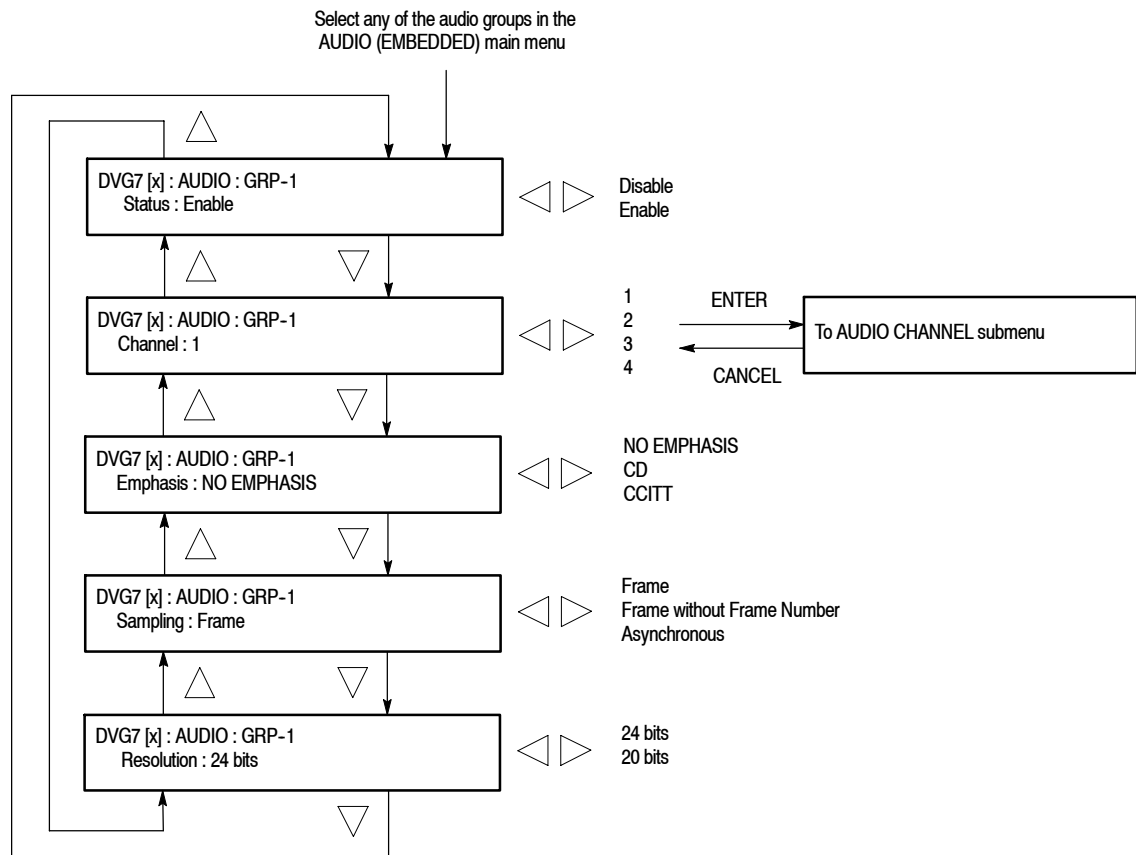 Select any of the audio groups in the
AUDIO (EMBEDDED) main menu
DVG7 [x] : AUDIO : GRP-1
Status : Enable
Disable
Enable
DVG7 [x] : AUDIO : GRP-1
Channel : 1
1
2
3
4
ENTER
CANCEL
To AUDIO CHANNEL submenu
DVG7 [x] : AUDIO : GRP-1
Emphasis : NO EMPHASIS
NO EMPHASIS
CD
CCITT
DVG7 [x] : AUDIO : GRP-1
Sampling : Frame
Frame
Frame without Frame Number
Asynchronous
DVG7 [x] : AUDIO : GRP-1
Resolution : 24 bits
24 bits
20 bits